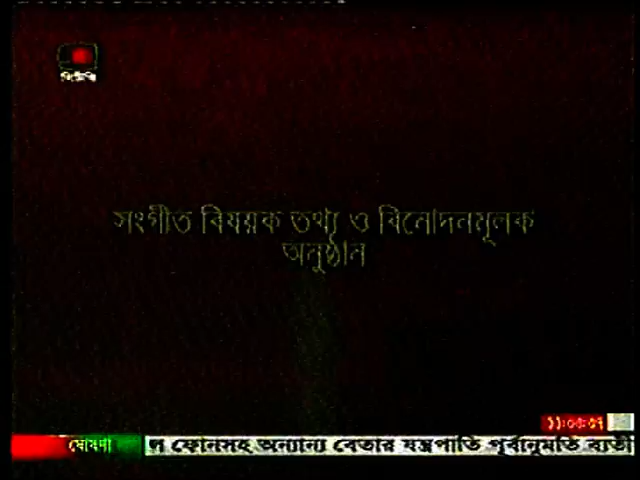 বিটিভি
সংগীত বিষয়ক তথ্য ও বিনোদনমূলক
অনুষ্ঠান
ঘোষণা
ল ফোনসহ অন্যান্য বেতার যন্ত্রপাতি পূর্বানুমতি ব্যতী